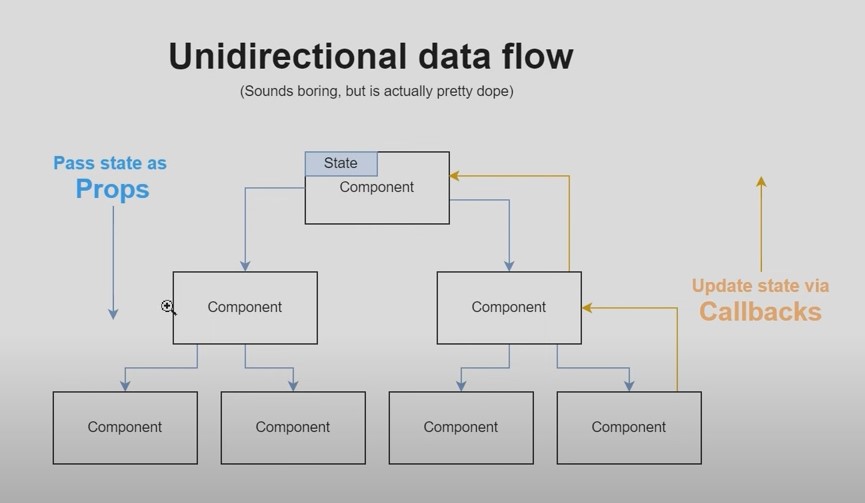 Unidirectional data flow
(Sounds boring, but is actually pretty dope)
Pass state as
Props
State
Component
Component
Component
Update state via
Callbacks
Component
Component
Component
Component